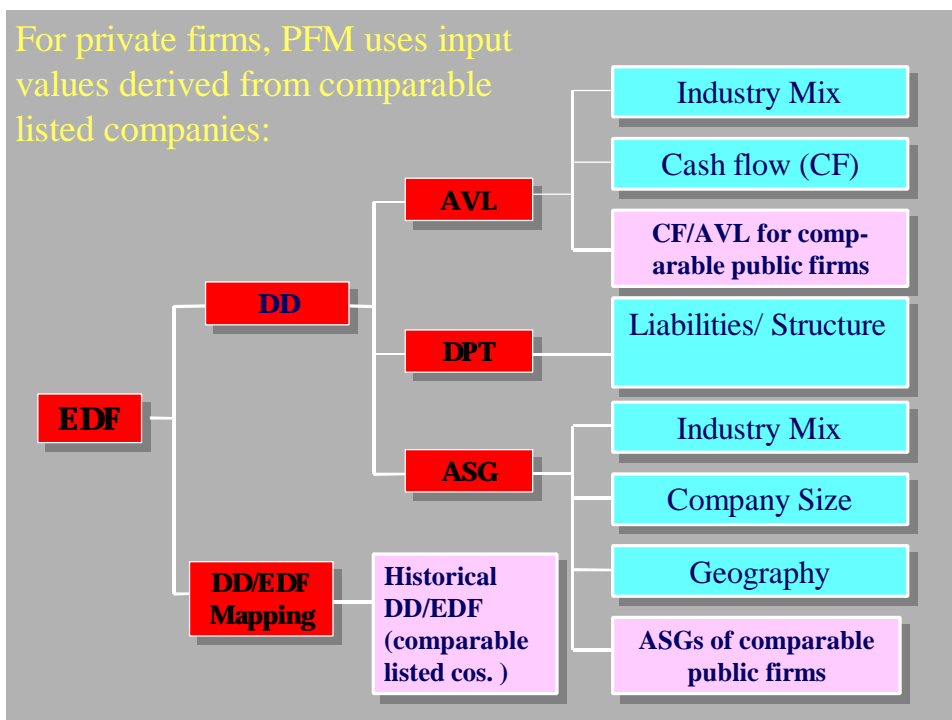 For private firms, PFM uses input
values derived from comparable
listed companies:
Industry Mix
Cash flow (CF)
AVL
CF/AVL for comp-
arable public firms
DD
Liabilities/ Structure
DPT
EDF
Industry Mix
ASG
Company Size
Geography
DD/EDF
Mapping
Historical
DD/EDF
(comparable
listed cos. )
ASGs of comparable
public firms